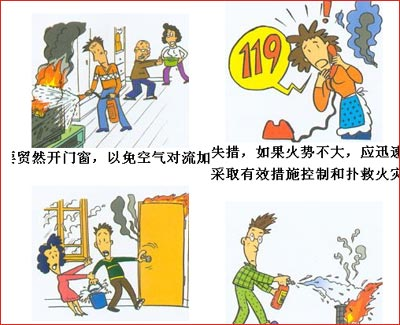 119
要贸然开门窗，以免空气对流加
失措，如果火势不大，应迅速
采取有效措施控制和扑救火灾